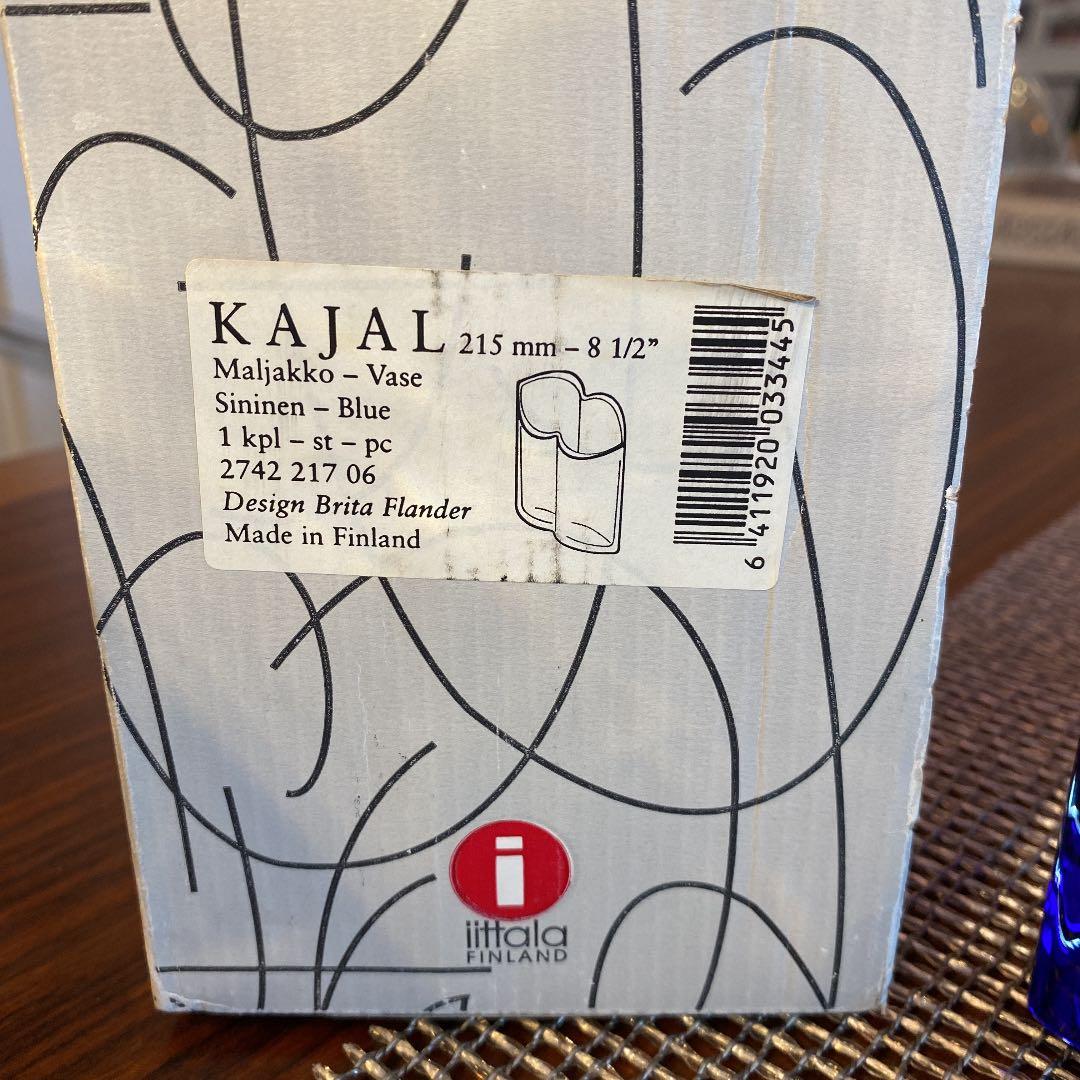 KAJAL 215 mm – 8 1/2”
Maljakko – Vase
Sininen – Blue
1 kpl – st – pc
2742 217 06
Design Brita Flander
Made in Finland
6 411920 033445
i
iittala
FINLAND